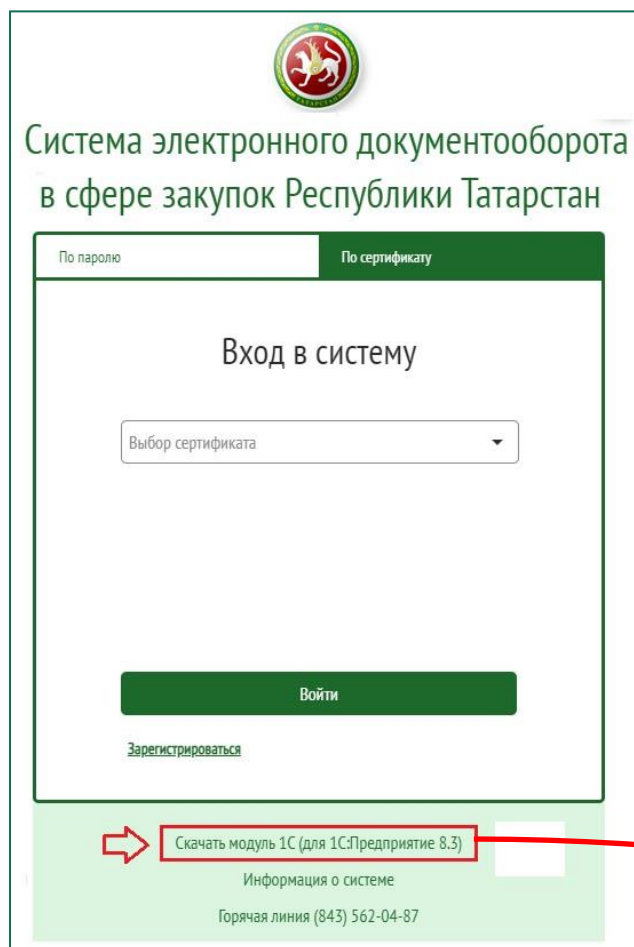 Система электронного документооборота
в сфере закупок Республики Татарстан
По паролю
По сертификату
Вход в систему
Выбор сертификата
Войти
Зарегистрироваться
Скачать модуль 1С (для 1С:Предприятие 8.3)
Информация о системе
Горячая линия (843) 562-04-87